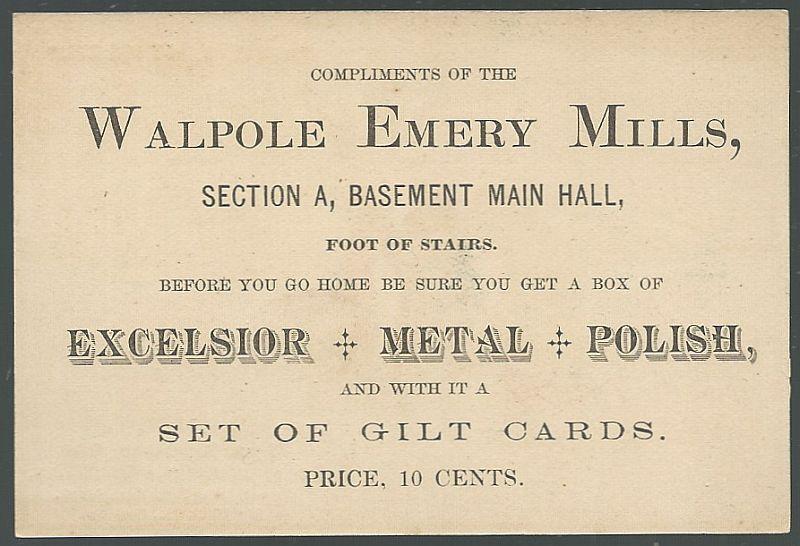 COMPLIMENTS OF THE
WALPOLE EMERY MILLS,
SECTION A, BASEMENT MAIN HALL,
FOOT OF STAIRS.
BEFORE YOU GO HOME BE SURE YOU GET A BOX OF
EXCELSIOR METAL POLISH,
AND WITH IT A
SET OF GILT CARDS.
PRICE, 10 CENTS.